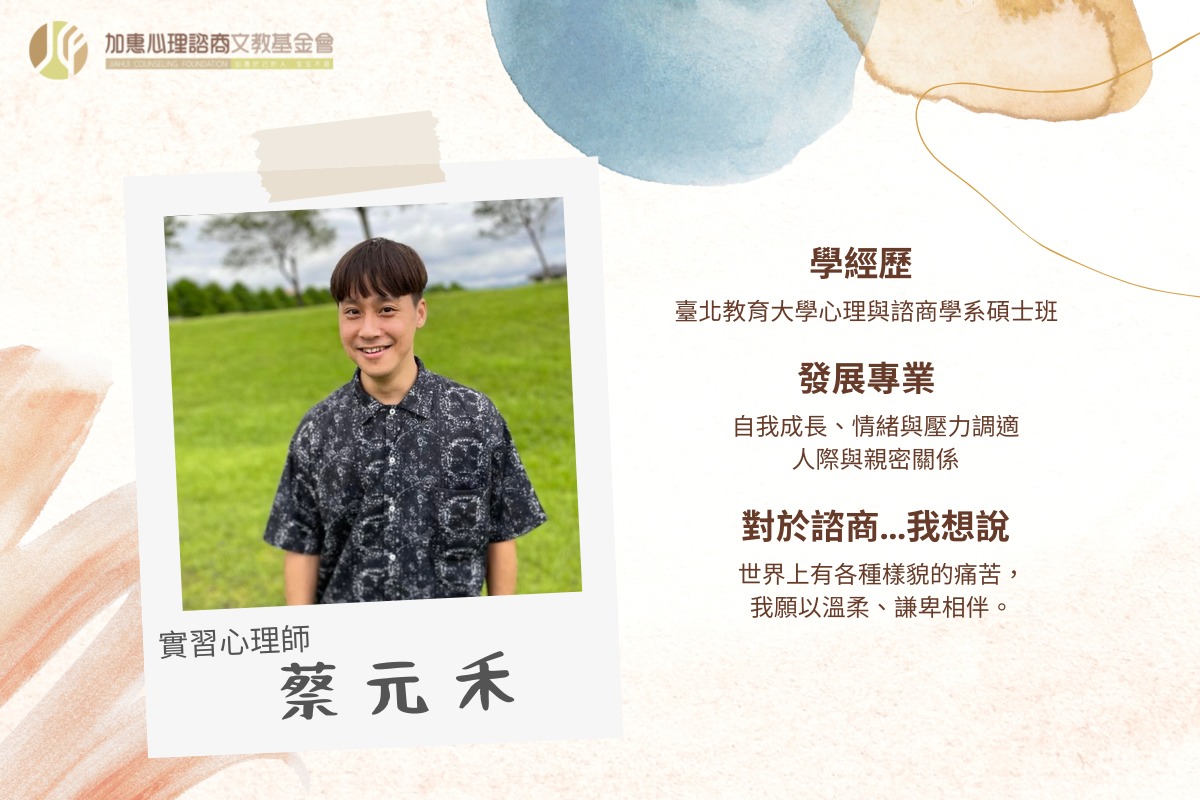 加惠心理諮商文教基金會
JIAHUI COUNSELING FOUNDATION
學經歷
臺北教育大學心理與諮商學系碩士班
發展專業
自我成長、情緒與壓力調適
人際與親密關係
對於諮商...我想說
世界上有各種樣貌的痛苦，
我願以溫柔、謙卑相伴。
實習心理師
蔡元禾